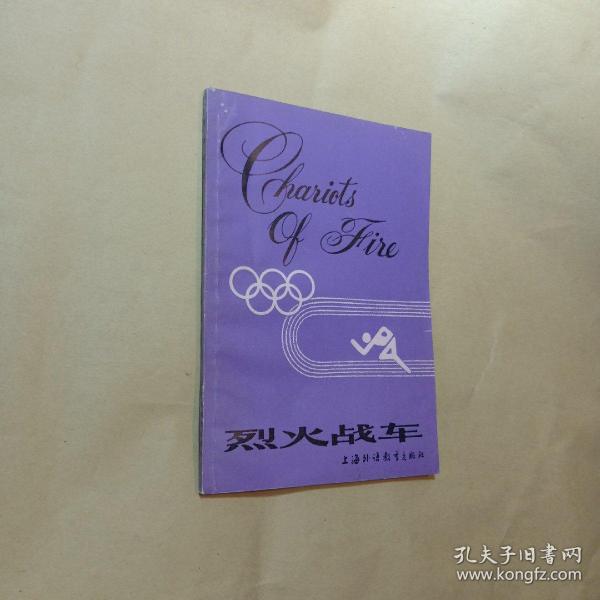 Chariots
Of Fire
烈火战车
上海外语教育出版社
孔夫子旧书网
www.kongfz.com